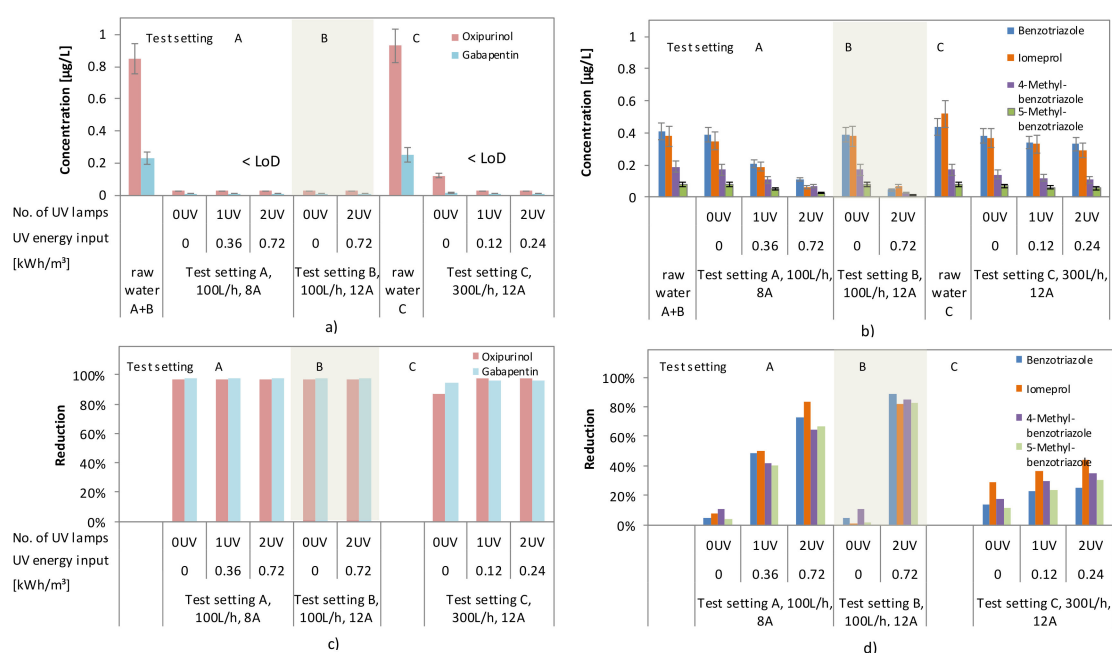 Test setting A B C
Oxipurinol
Gabapentin
Concentration [µg/L]
1
0.8
0.6
0.4
0.2
0
< LoD
< LoD
No. of UV lamps
0UV 1UV 2UV 0UV 2UV 0UV 1UV 2UV
UV energy input
[kWh/m³]
0 0.36 0.72 0 0.72 0 0.12 0.24
raw
water
A+B
Test setting A,
100L/h, 8A
Test setting B,
100L/h, 12A
raw
water
C
Test setting C,
300L/h, 12A
a)
Test setting A B C
Benzotriazole
Iomeprol
4-Methyl-
benzotriazole
5-Methyl-
benzotriazole
Concentration [µg/L]
1
0.8
0.6
0.4
0.2
0
0UV 1UV 2UV 0UV 2UV 0UV 1UV 2UV
0 0.36 0.72 0 0.72 0 0.12 0.24
raw
water
A+B
Test setting A, 100L/h,
8A
Test setting B,
100L/h, 12A
raw
water
C
Test setting C, 300L/h,
12A
b)
Test setting A B C
Oxipurinol
Gabapentin
Reduction
100%
80%
60%
40%
20%
0%
No. of UV lamps
0UV 1UV 2UV 0UV 2UV 0UV 1UV 2UV
UV energy input
[kWh/m³]
0 0.36 0.72 0 0.72 0 0.12 0.24
Test setting A,
100L/h, 8A
Test setting B,
100L/h, 12A
Test setting C,
300L/h, 12A
c)
Test setting A B C
Benzotriazole
Iomeprol
4-Methyl-
benzotriazole
5-Methyl-
benzotriazole
Reduction
100%
80%
60%
40%
20%
0%
0UV 1UV 2UV 0UV 2UV 0UV 1UV 2UV
0 0.36 0.72 0 0.72 0 0.12 0.24
Test setting A, 100L/h,
8A
Test setting B,
100L/h, 12A
Test setting C, 300L/h,
12A
d)